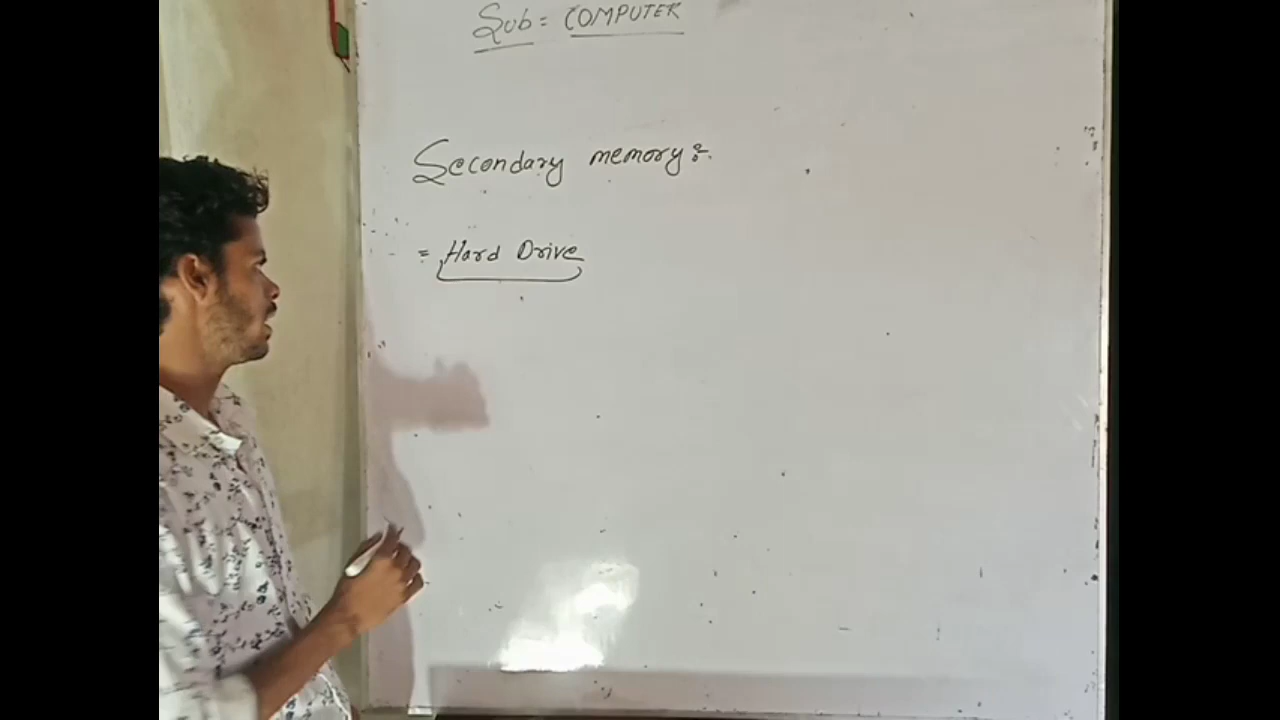 Sub = COMPUTER
Secondary memory :-
= Hard Drive